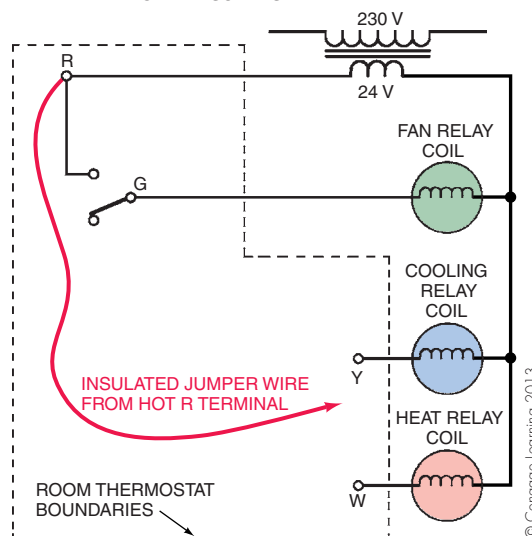 230 V
R
24 V
FAN RELAY
COIL
G
COOLING
RELAY
COIL
Y
INSULATED JUMPER WIRE
FROM HOT R TERMINAL
HEAT RELAY
COIL
W
ROOM THERMOSTAT
BOUNDARIES
© Cengage Learning 2013